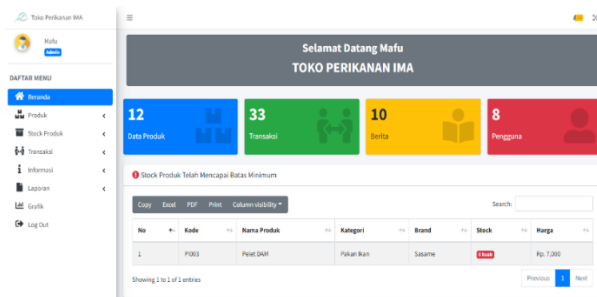 Toko Perikanan IMA
Mafu
Admin
DAFTAR MENU
Beranda
Produk
Stock Produk
Transaksi
Informasi
Laporan
Grafik
Log Out
Selamat Datang Mafu
TOKO PERIKANAN IMA
12
Data Produk
33
Transaksi
10
Berita
8
Pengguna
Stock Produk Telah Mencapai Batas Minimum
Copy Excel PDF Print Column visibility
Search:
No Kode Nama Produk Kategori Brand Stock Harga
1 P003 Pelet DAM Pakan Ikan Sasame Rp. 7,000
Showing 1 to 1 of 1 entries
Previous 1 Next